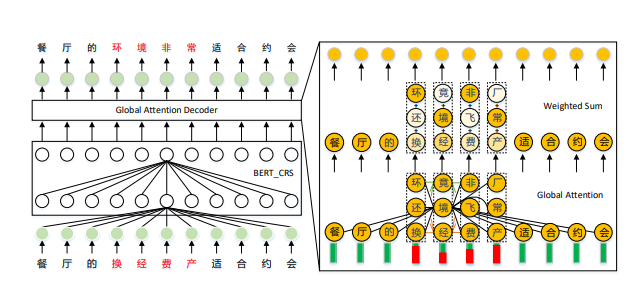 餐 厅 的 环 境 非 常 适 合 约 会
Global Attention Decoder
BERT_CRS
餐 厅 的 换 经 费 产 适 合 约 会
环 竟 非 厂
Weighted Sum
还 境 飞 常
餐 厅 的 换 经 费 产 适 合 约 会
Global Attention
环 竟 非 厂
还 境 飞 常
餐 厅 的 换 经 费 产 适 合 约 会